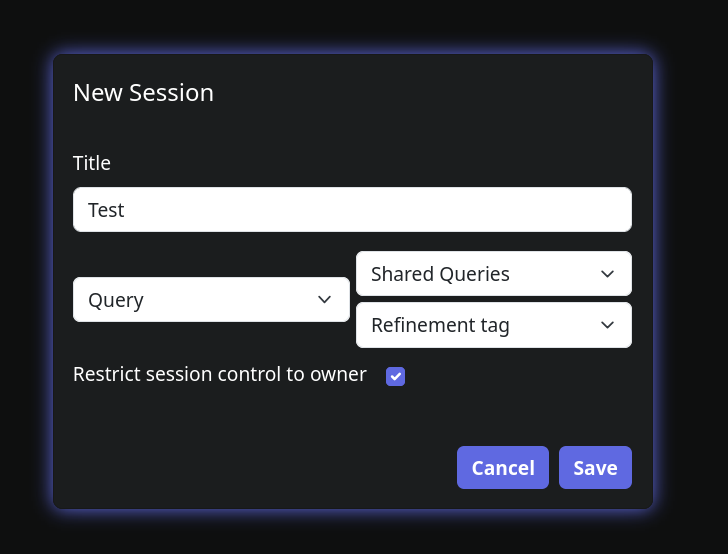 New Session
Title
Test
Query
Shared Queries
Refinement tag
Restrict session control to owner
Cancel
Save